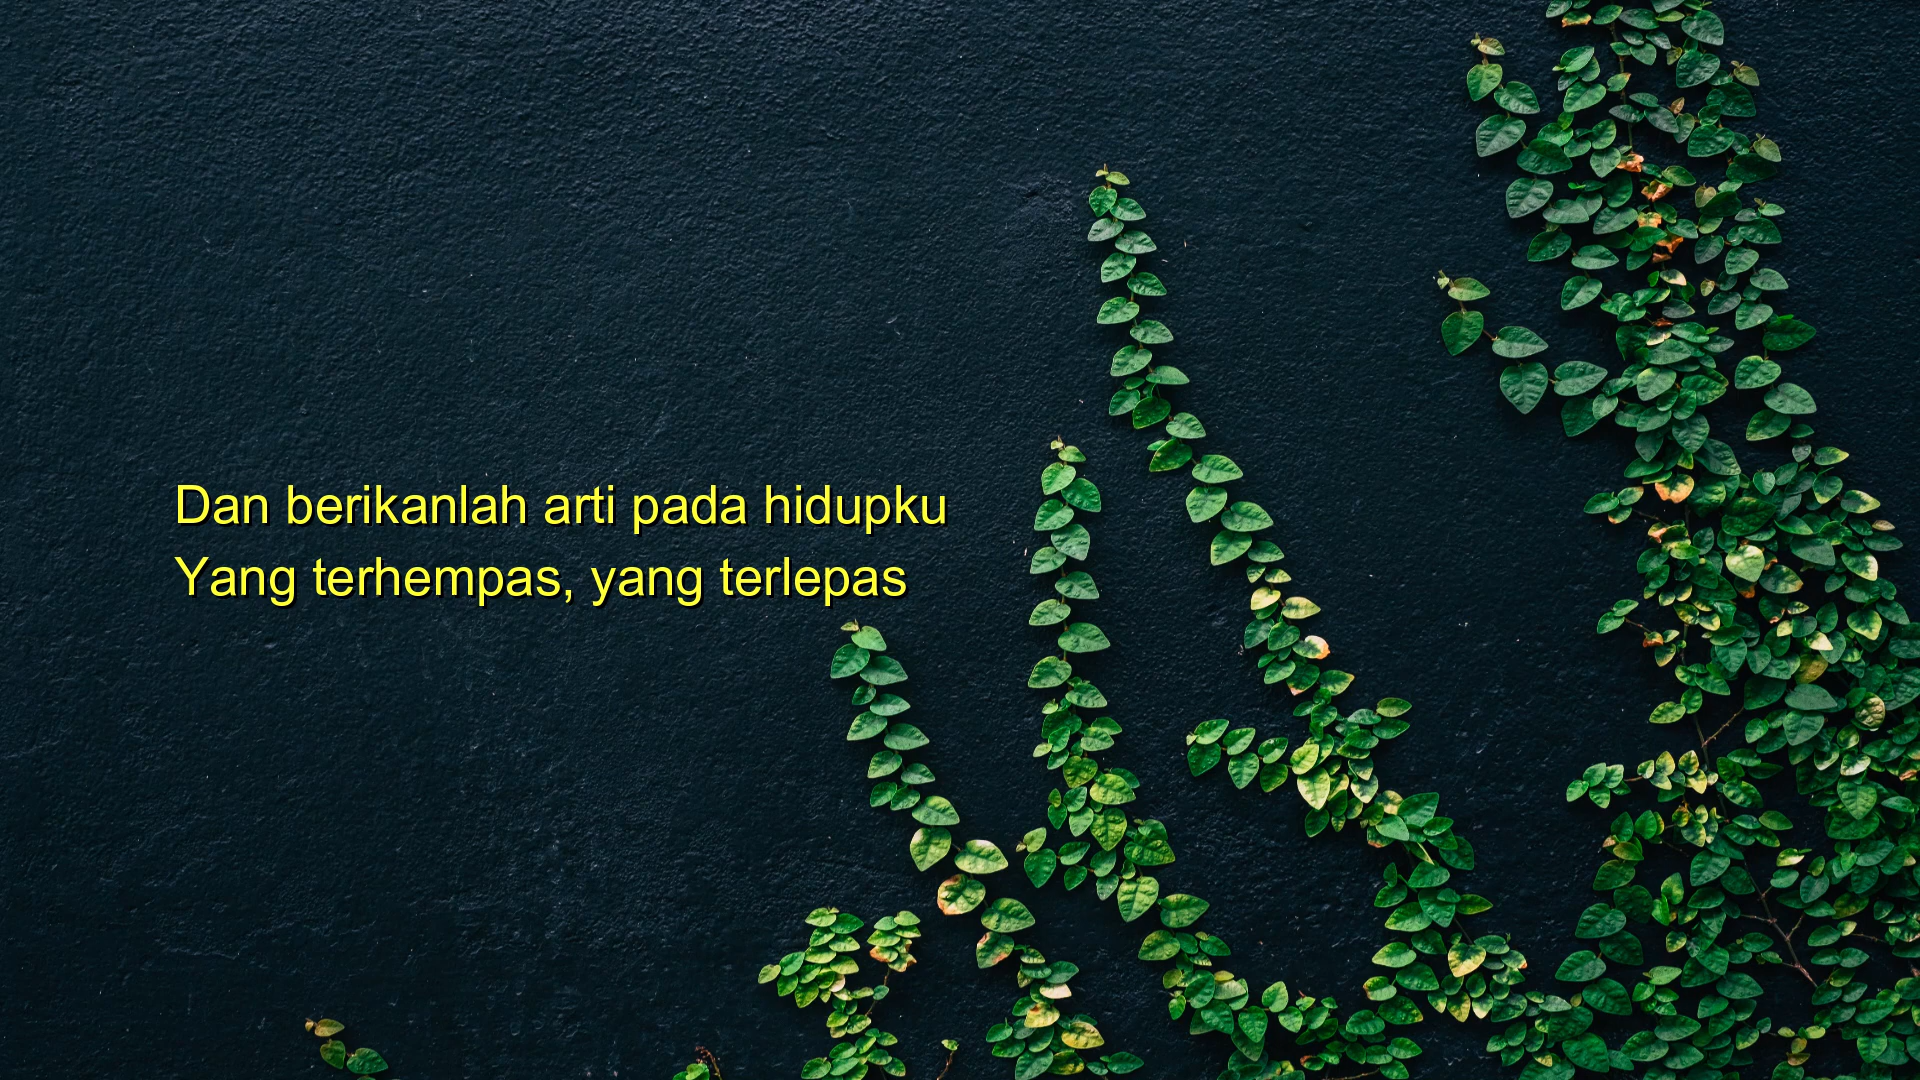 Dan berikanlah arti pada hidupku
Yang terhempas, yang terlepas